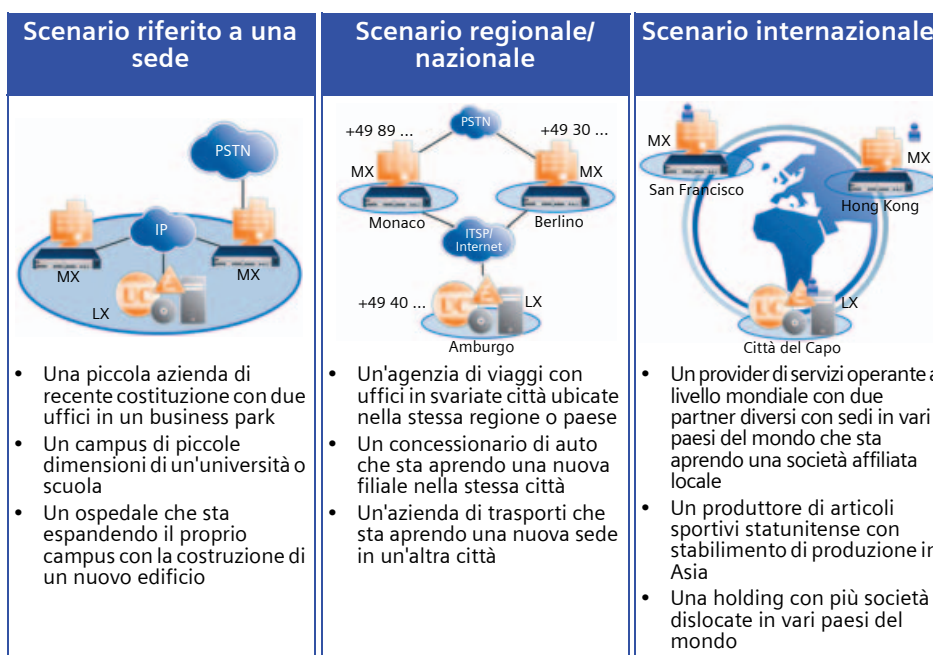 Scenario riferito a una
sede
PSTN
IP
MX
MX
LX
• Una piccola azienda di
recente costituzione con due
uffici in un business park
• Un campus di piccole
dimensioni di un'università o
scuola
• Un ospedale che sta
espandendo il proprio
campus con la costruzione di
un nuovo edificio
Scenario regionale/
nazionale
+49 89 ...
PSTN
+49 30 ...
MX
MX
Monaco
Berlino
ITSP/
Internet
+49 40 ...
UC
LX
Amburgo
• Un'agenzia di viaggi con
uffici in svariate città ubicate
nella stessa regione o paese
• Un concessionario di auto
che sta aprendo una nuova
filiale nella stessa città
• Un'azienda di trasporti che
sta aprendo una nuova sede
in un'altra città
Scenario internazionale
MX
MX
San Francisco
Hong Kong
LX
Città del Capo
• Un provider di servizi operante a
livello mondiale con due
partner diversi con sedi in vari
paesi del mondo che sta
aprendo una società affiliata
locale
• Un produttore di articoli
sportivi statunitense con
stabilimento di produzione in
Asia
• Una holding con più società
dislocate in vari paesi del
mondo